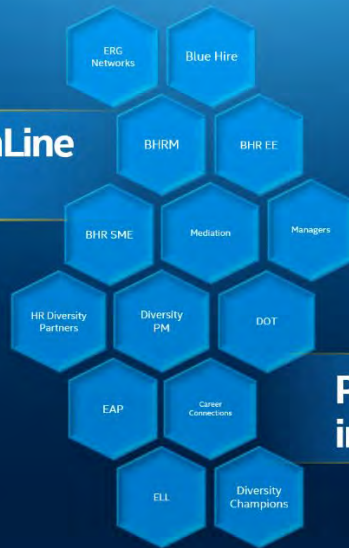 ERG
Networks
Blue Hire
Line
BHRM
BHR EE
BHR SME
Mediation
Managers
HR Diversity
Partners
Diversity
PM
DOT
EAP
Career
Connections
ELL
Diversity
Champions